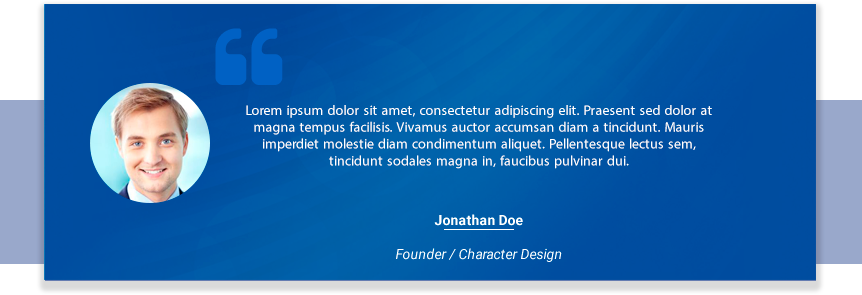 Lorem ipsum dolor sit amet, consectetur adipiscing elit. Praesent sed dolor at
magna tempus facilisis. Vivamus auctor accumsan diam a tincidunt. Mauris
imperdiet molestie diam condimentum aliquet. Pellentesque lectus sem,
tincidunt sodales magna in, faucibus pulvinar dui.
Jonathan Doe
Founder / Character Design